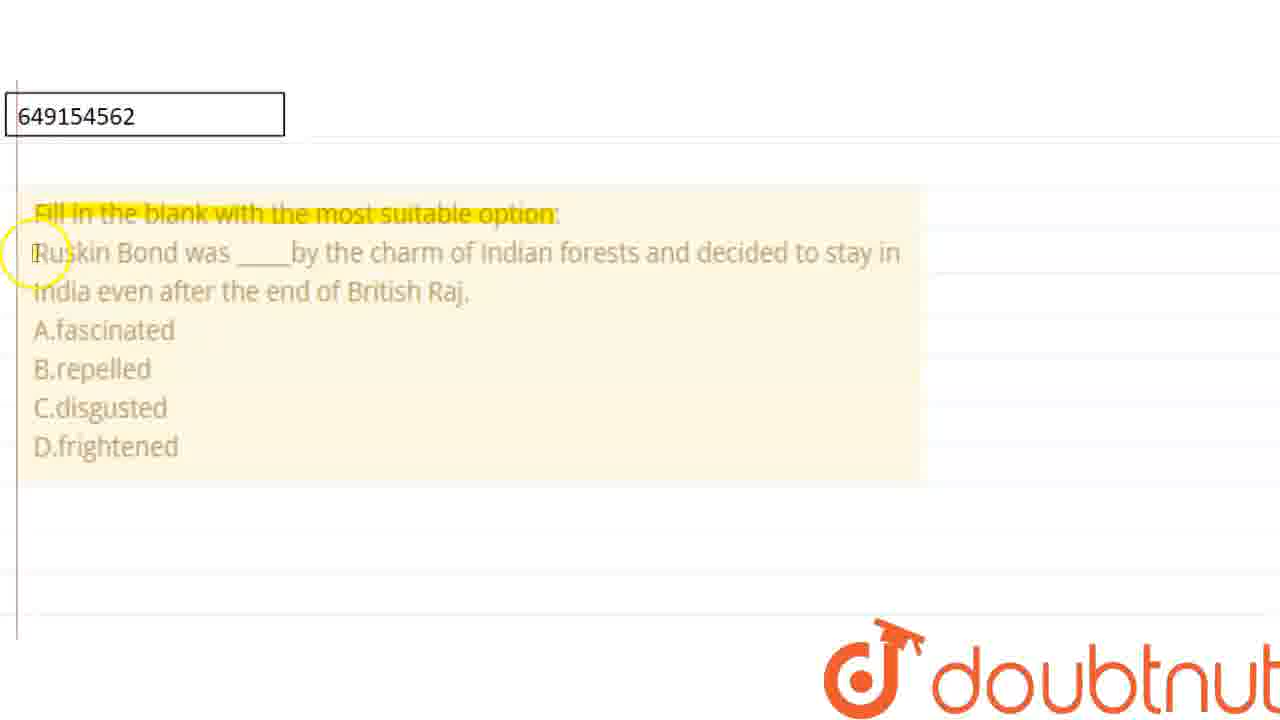 649154562
Fill in the blank with the most suitable option:
Ruskin Bond was _____by the charm of Indian forests and decided to stay in
India even after the end of British Raj.
A.fascinated
B.repelled
C.disgusted
D.frightened
doubtnut